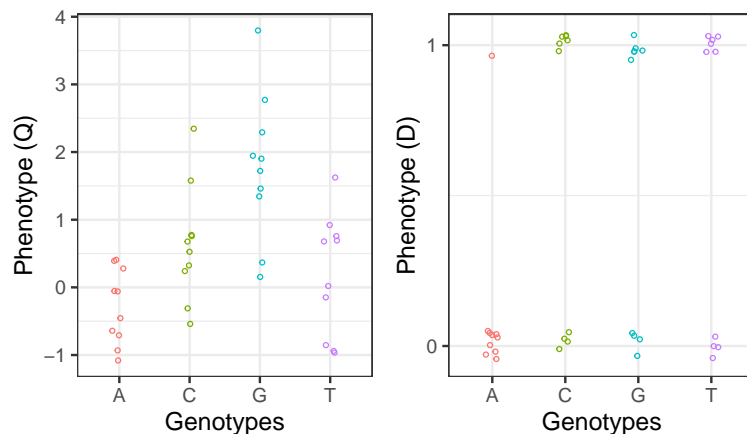 Phenotype (Q)
4
3
2
1
0
−1
A C G T
Genotypes
Phenotype (D)
1
0
A C G T
Genotypes